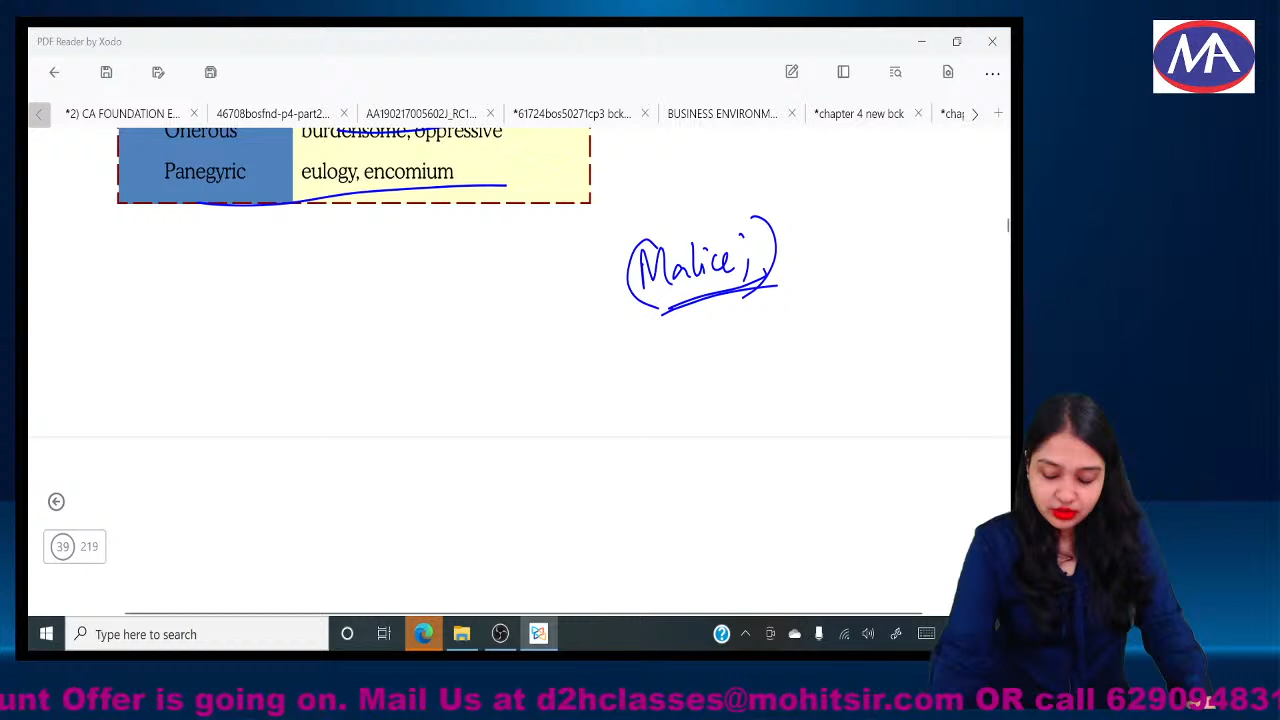 MA
PDF Reader by Xodo
*2) CA FOUNDATION E... 46708bosfnd-p4-part2... AA190217005602J_RC1... *61724bos50271cp3 bck... BUSINESS ENVIRONM... *chapter 4 new bck *chap
Onerous burdensome, oppressive
Panegyric eulogy, encomium
Malice;
39 219
Type here to search
unt Offer is going on. Mail Us at d2hclasses@mohitsir.com OR call 629094831